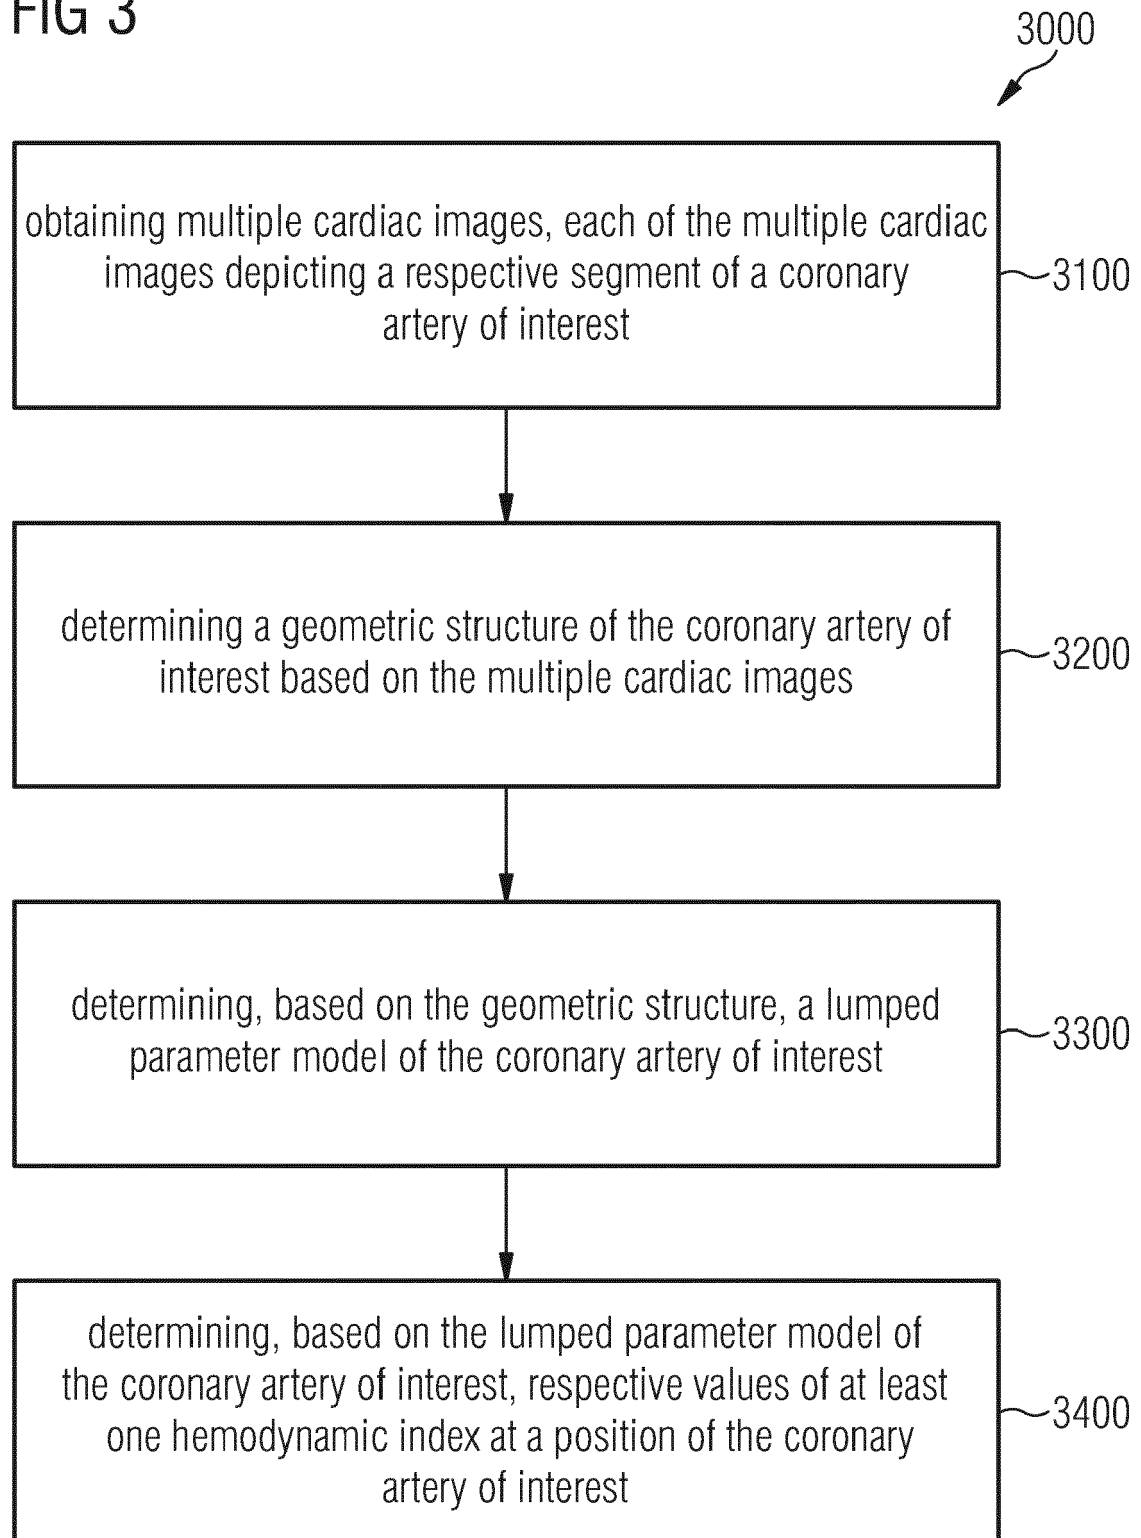 FIG 3
3000
obtaining multiple cardiac images, each of the multiple cardiac
images depicting a respective segment of a coronary
artery of interest
3100
determining a geometric structure of the coronary artery of
interest based on the multiple cardiac images
3200
determining, based on the geometric structure, a lumped
parameter model of the coronary artery of interest
3300
determining, based on the lumped parameter model of
the coronary artery of interest, respective values of at least
one hemodynamic index at a position of the coronary
artery of interest
3400